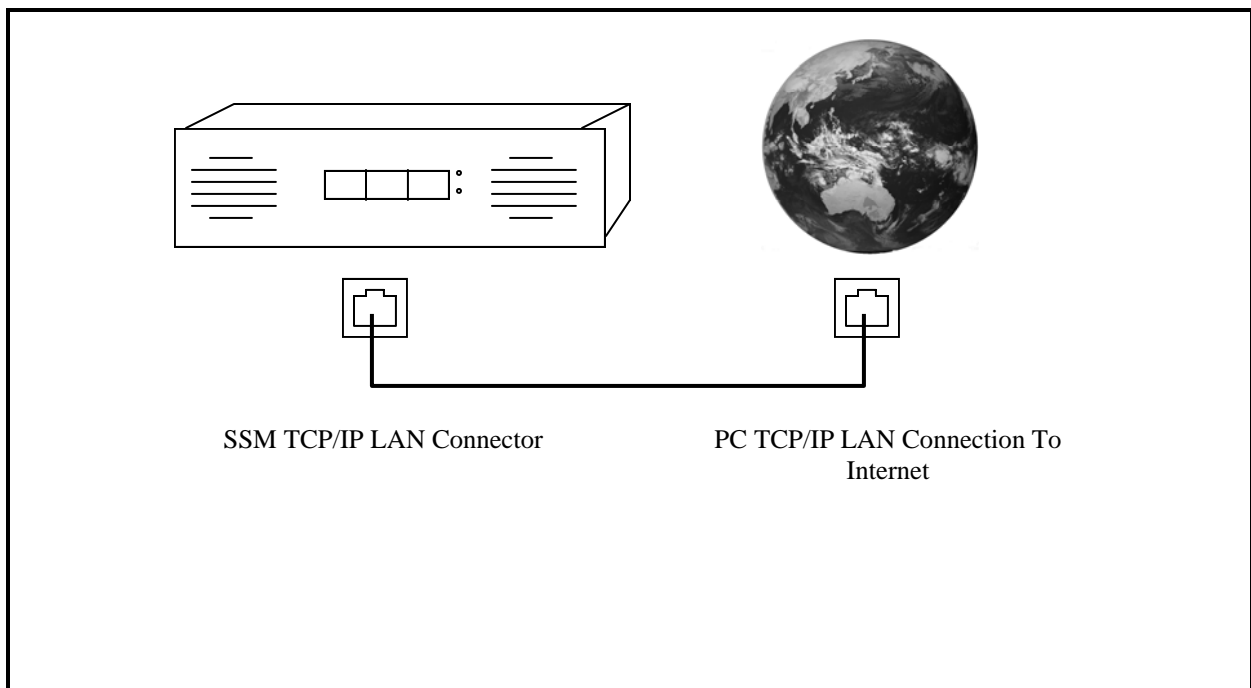 SSM TCP/IP LAN Connector
PC TCP/IP LAN Connection To
Internet